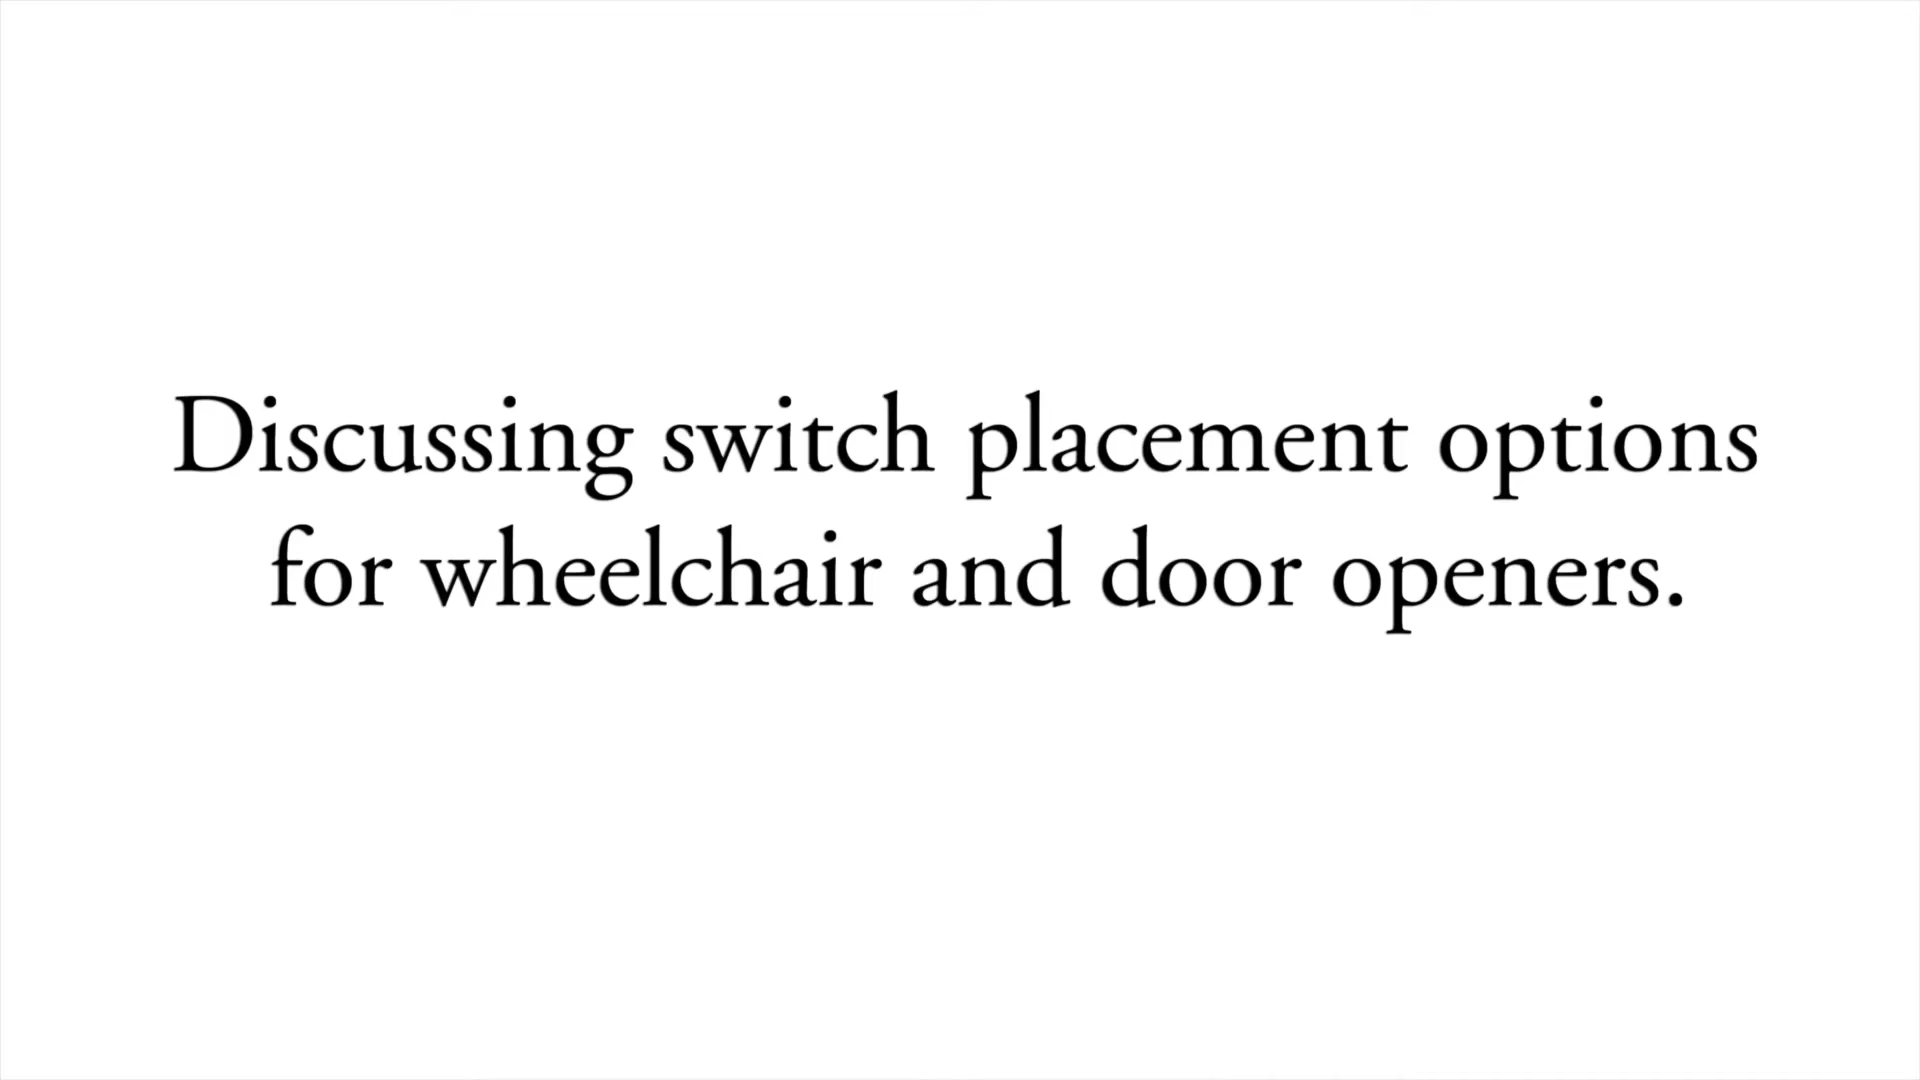 Discussing switch placement options
for wheelchair and door openers.